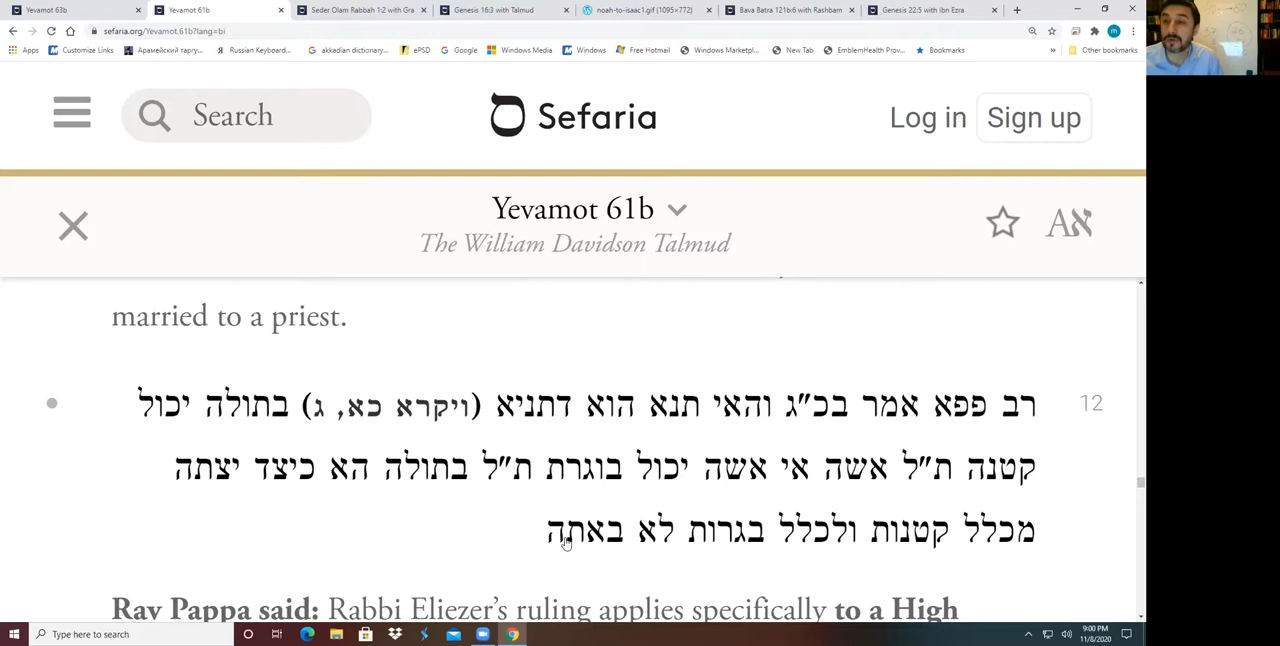 Yevamot 63b
Yevamot 61b
Seder Olam Rabbah 1:2 with Gra
Genesis 16:3 with Talmud
noah-to-isaac1.gif (1095×772)
Bava Batra 121b:6 with Rashbam
Genesis 22:5 with ibn Ezra
sefaria.org/Yevamot.61b?lang=bi
Apps Customize Links Арамейский таргу... Russian Keyboard... akkadian dictionary... ePSD Google Windows Media Windows Free Hotmail Windows Marketpl... New Tab EmblemHealth Prov... Bookmarks » Other bookmarks
Search
Sefaria
Log in Sign up
Yevamot 61b
The William Davidson Talmud
married to a priest.
12
רב פפא אמר בכ"ג והאי תנא הוא דתניא (ויקרא כא, ג) בתולה יכול
קטנה ת"ל אשה אי אשה יכול בוגרת ת"ל בתולה הא כיצד יצתה
מכלל קטנות ולכלל בגרות לא באתה
Rav Pappa said: Rabbi Eliezer's ruling applies specifically to a High
Type here to search
9:00 PM
11/8/2020